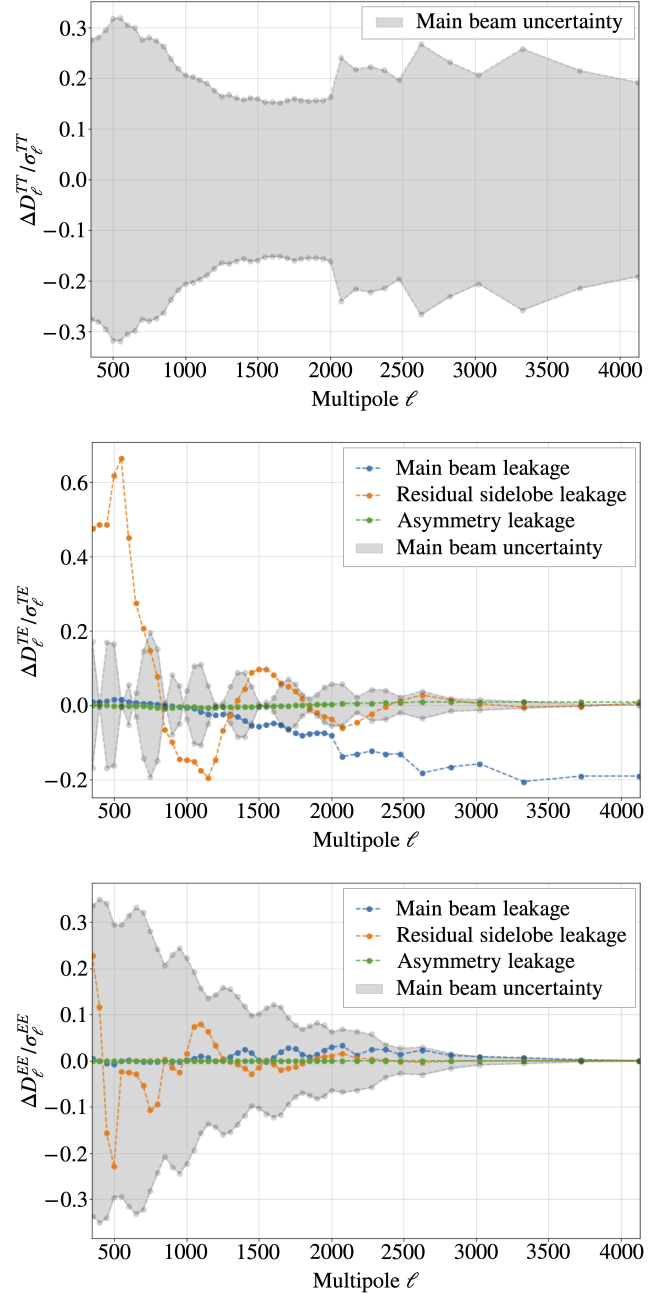 Main beam uncertainty
ΔD_ℓ^{TT}/σ_ℓ^{TT}
0.3
0.2
0.1
0.0
−0.1
−0.2
−0.3
500 1000 1500 2000 2500 3000 3500 4000
Multipole ℓ
Main beam leakage
Residual sidelobe leakage
Asymmetry leakage
Main beam uncertainty
ΔD_ℓ^{TE}/σ_ℓ^{TE}
0.6
0.4
0.2
0.0
−0.2
500 1000 1500 2000 2500 3000 3500 4000
Multipole ℓ
Main beam leakage
Residual sidelobe leakage
Asymmetry leakage
Main beam uncertainty
ΔD_ℓ^{EE}/σ_ℓ^{EE}
0.3
0.2
0.1
0.0
−0.1
−0.2
−0.3
500 1000 1500 2000 2500 3000 3500 4000
Multipole ℓ